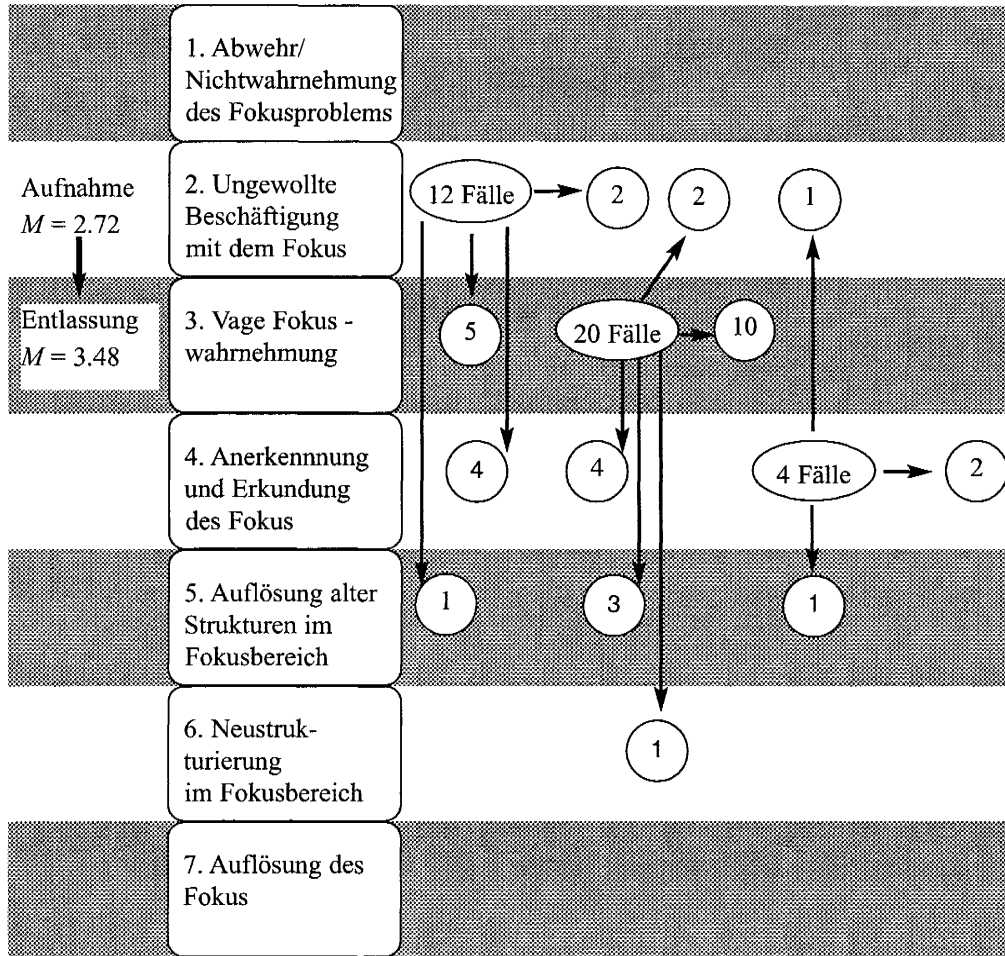 1. Abwehr/
Nichtwahrnehmung
des Fokusproblems
Aufnahme
M = 2.72
2. Ungewollte
Beschäftigung
mit dem Fokus
12 Fälle
2
2
1
Entlassung
M = 3.48
3. Vage Fokus -
wahrnehmung
5
20 Fälle
10
4. Anerkennnung
und Erkundung
des Fokus
4
4
4 Fälle
2
5. Auflösung alter
Strukturen im
Fokusbereich
1
3
1
6. Neustruk-
turierung
im Fokusbereich
1
7. Auflösung des
Fokus